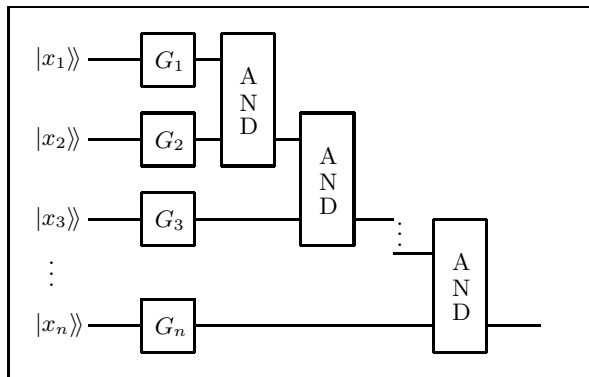 |x₁⟩⟩ G₁ A N D
|x₂⟩⟩ G₂ A N D
|x₃⟩⟩ G₃ A N D
⋮
|xₙ⟩⟩ Gₙ